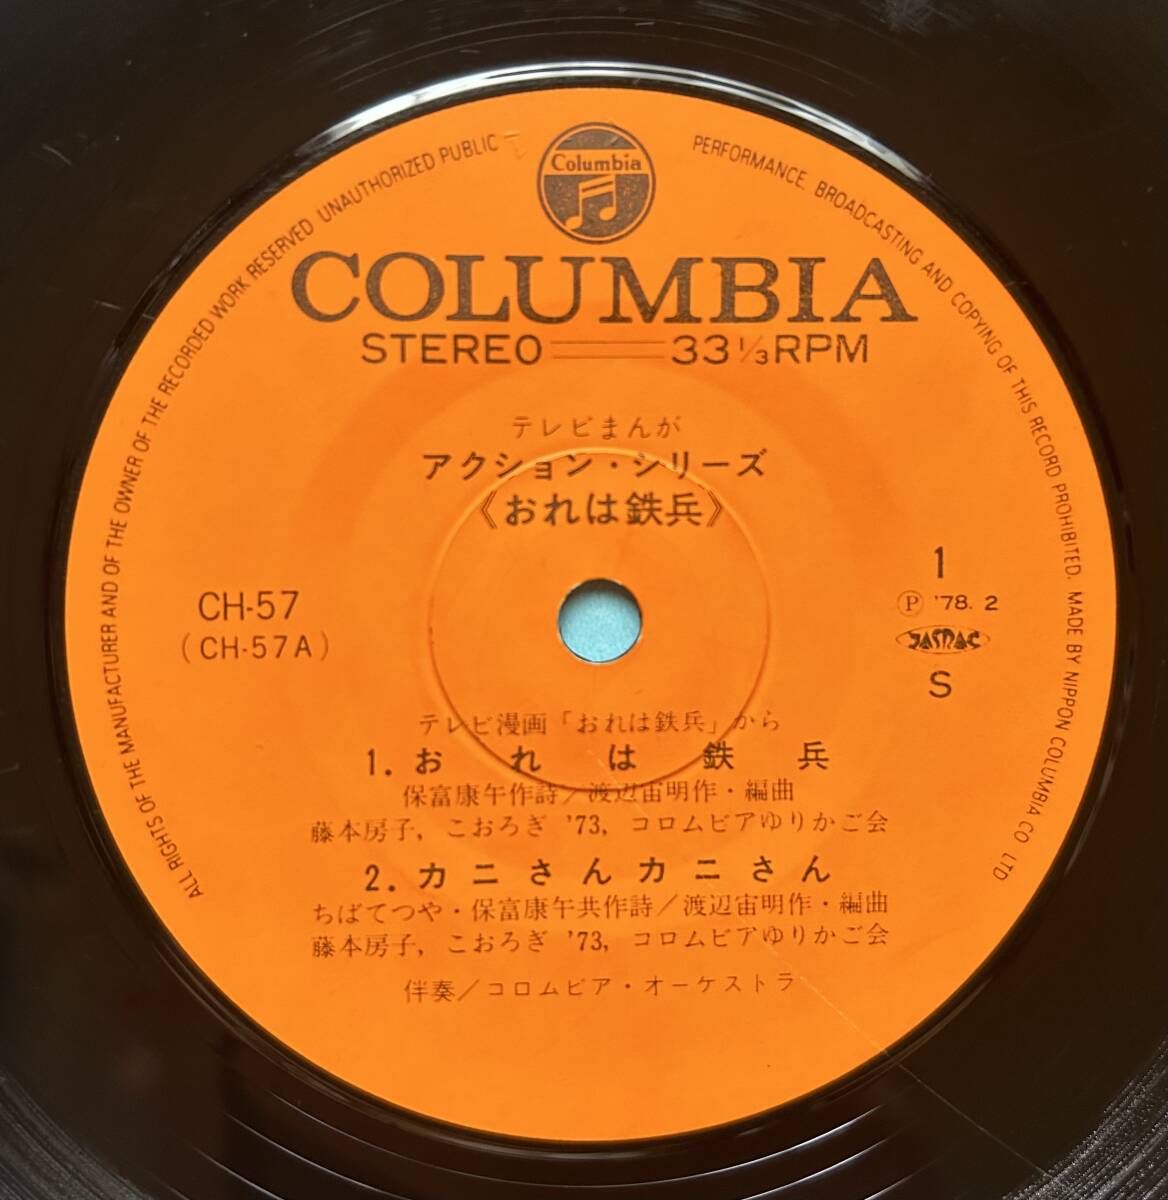 Columbia
COLUMBIA
STEREO 33 1/3 RPM
テレビまんが
アクション・シリーズ
《おれは鉄兵》
CH-57
(CH-57A)
1
Ⓟ '78. 2
JASRAC
S
テレビ漫画「おれは鉄兵」から
1. おれは鉄兵
保富康午作詩/渡辺宙明作・編曲
藤本房子, こおろぎ '73, コロムビアゆりかご会
2. カニさんカニさん
ちばてつや・保富康午共作詩/渡辺宙明作・編曲
藤本房子, こおろぎ '73, コロムビアゆりかご会
伴奏/コロムビア・オーケストラ
ALL RIGHTS OF THE MANUFACTURER AND OF THE OWNER OF THE RECORDED WORK RESERVED UNAUTHORIZED PUBLIC PERFORMANCE, BROADCASTING AND COPYING OF THIS RECORD PROHIBITED. MADE BY NIPPON COLUMBIA CO LTD